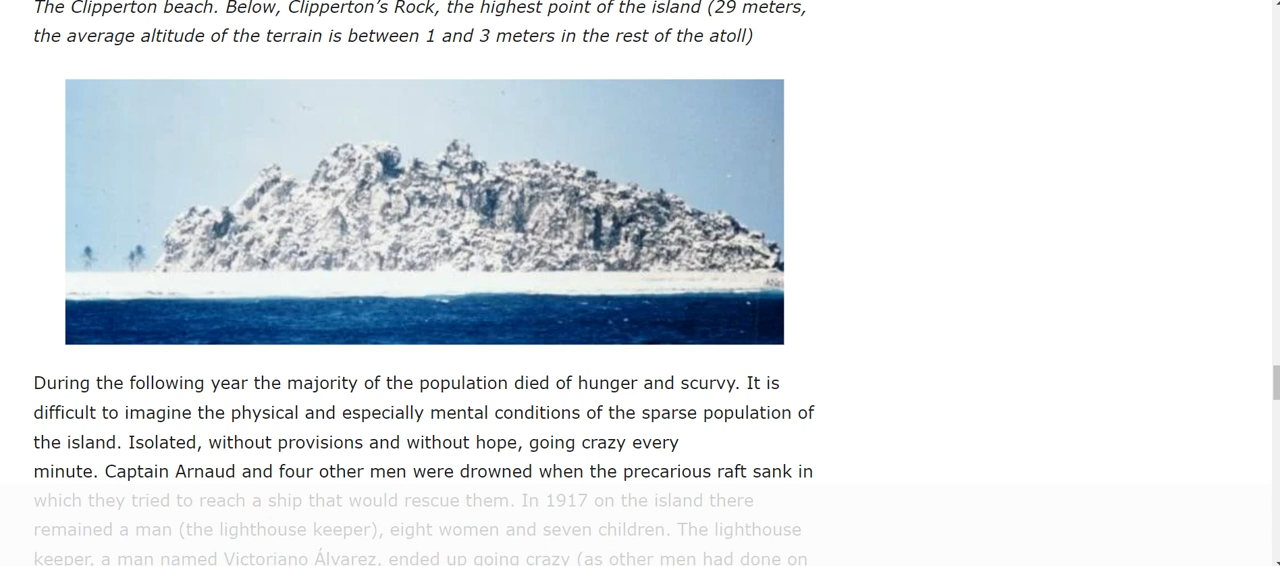 The Clipperton beach. Below, Clipperton’s Rock, the highest point of the island (29 meters,
the average altitude of the terrain is between 1 and 3 meters in the rest of the atoll)
During the following year the majority of the population died of hunger and scurvy. It is
difficult to imagine the physical and especially mental conditions of the sparse population of
the island. Isolated, without provisions and without hope, going crazy every
minute. Captain Arnaud and four other men were drowned when the precarious raft sank in
which they tried to reach a ship that would rescue them. In 1917 on the island there
remained a man (the lighthouse keeper), eight women and seven children. The lighthouse
keeper, a man named Victoriano Álvarez, ended up going crazy (as other men had done on